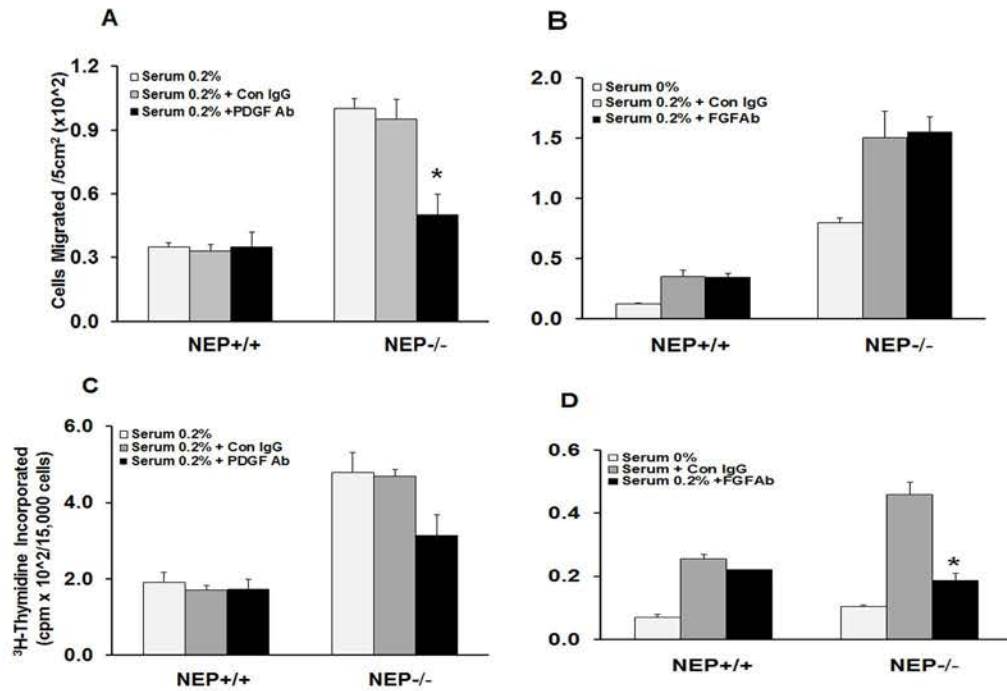 A
Cells Migrated /5cm² (x10^2)
1.2
0.9
0.6
0.3
0.0
Serum 0.2%
Serum 0.2% + Con IgG
Serum 0.2% +PDGF Ab
*
NEP+/+
NEP-/-
B
2.0
1.5
1.0
0.5
0.0
Serum 0%
Serum 0.2% + Con IgG
Serum 0.2% + FGFAb
NEP+/+
NEP-/-
C
³H-Thymidine Incorporated
(cpm x 10^2/15,000 cells)
6.0
4.0
2.0
0.0
Serum 0.2%
Serum 0.2% + Con IgG
Serum 0.2% + PDGF Ab
NEP+/+
NEP-/-
D
0.6
0.4
0.2
0.0
Serum 0%
Serum + Con IgG
Serum 0.2% +FGFAb
*
NEP+/+
NEP-/-